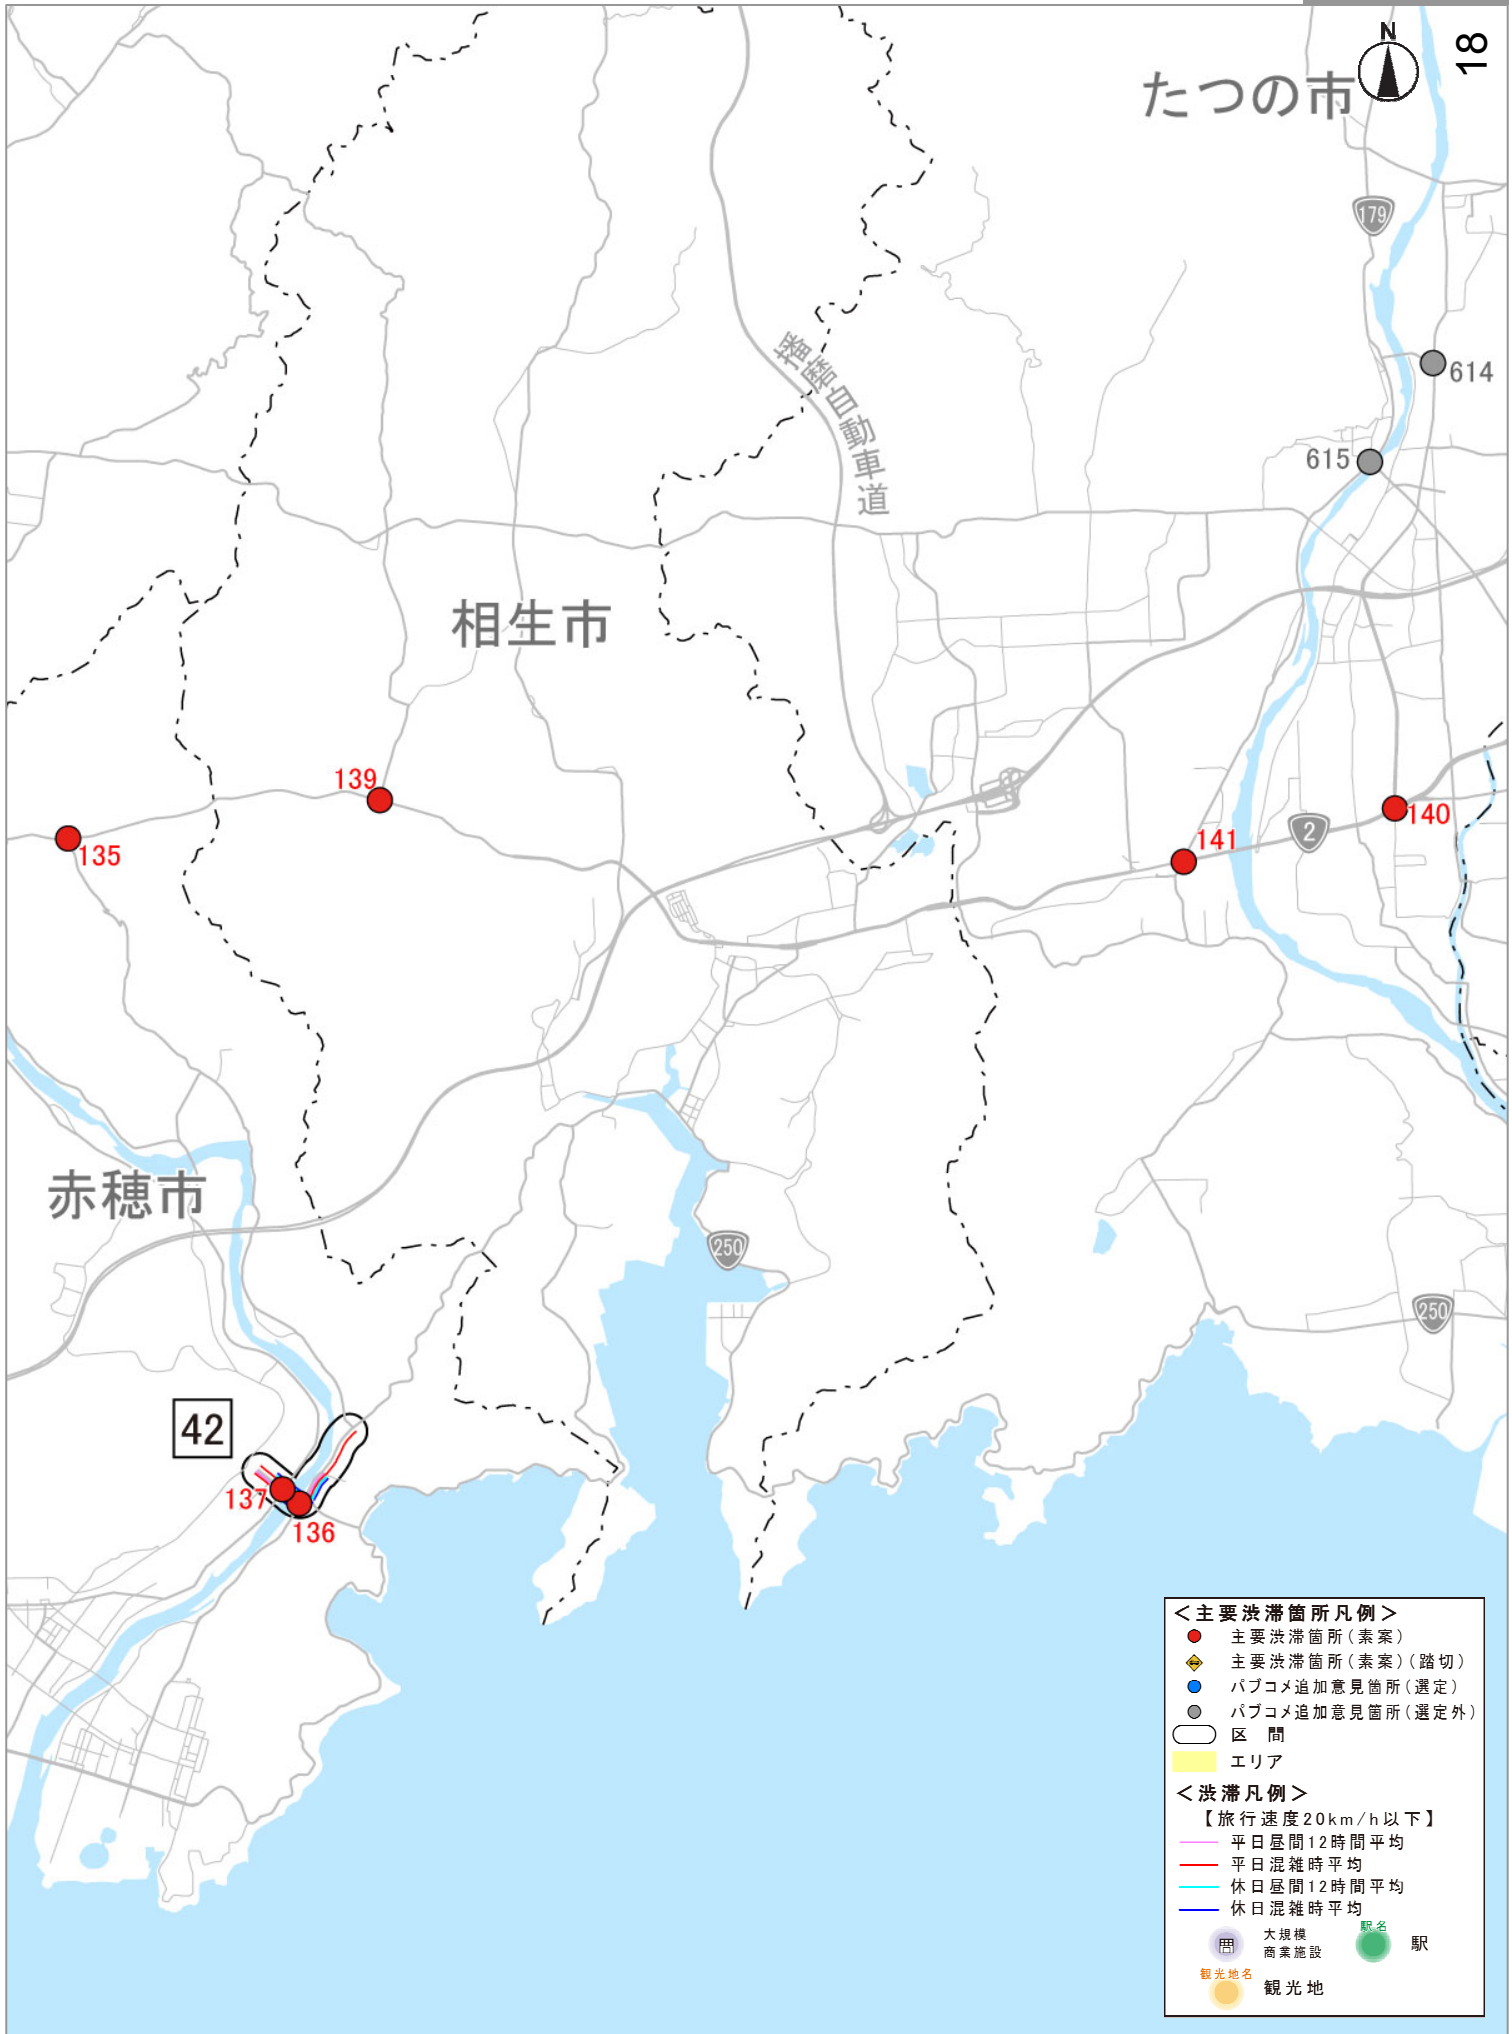 N
18
たつの市
179
播磨自動車道
614
615
相生市
139
135
141
2
140
赤穂市
250
250
42
137
136
＜主要渋滞箇所凡例＞
主要渋滞箇所(素案)
主要渋滞箇所(素案)(踏切)
パブコメ追加意見箇所(選定)
パブコメ追加意見箇所(選定外)
区　間
エリア
＜渋滞凡例＞
【旅行速度20km/h以下】
平日昼間12時間平均
平日混雑時平均
休日昼間12時間平均
休日混雑時平均
大規模
商業施設
駅名
駅
観光地名
観光地